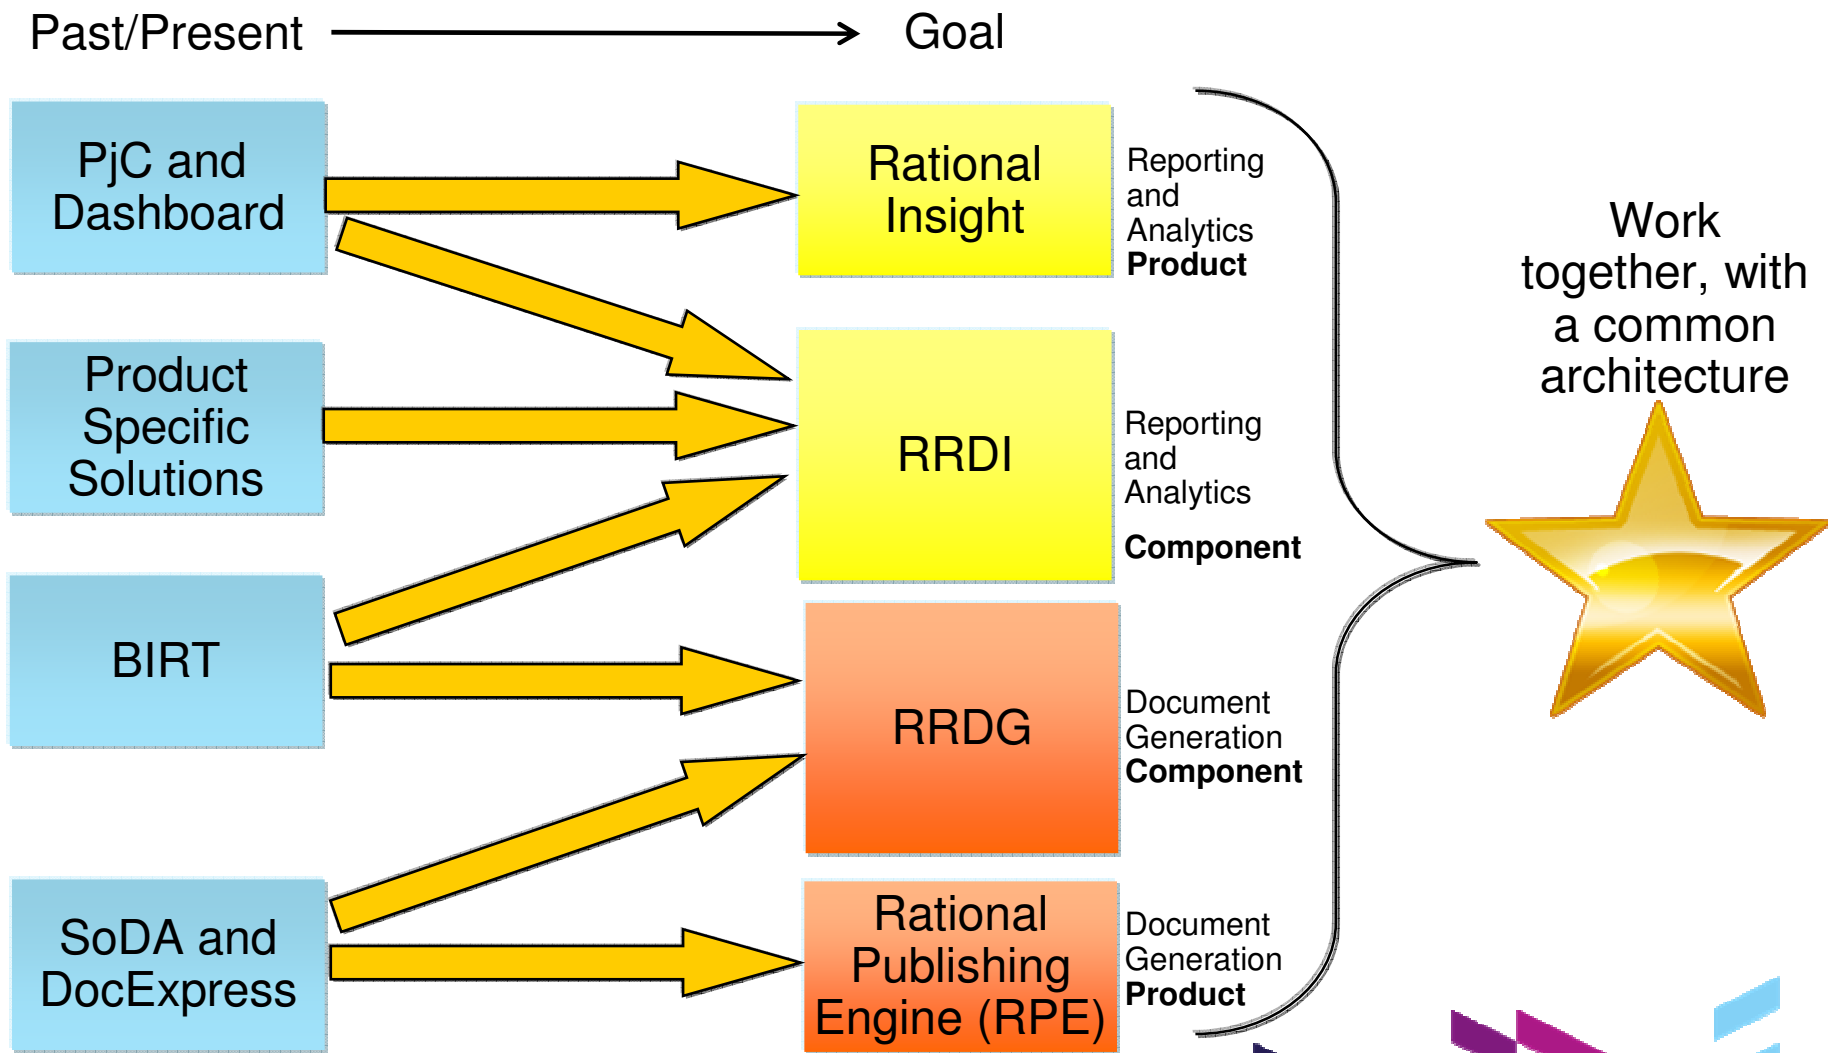 Past/Present
Goal
PjC and
Dashboard
Rational
Insight
Reporting
and
Analytics
Product
Work
together, with
a common
architecture
Product
Specific
Solutions
RRDI
Reporting
and
Analytics
Component
BIRT
RRDG
Document
Generation
Component
SoDA and
DocExpress
Rational
Publishing
Engine (RPE)
Document
Generation
Product